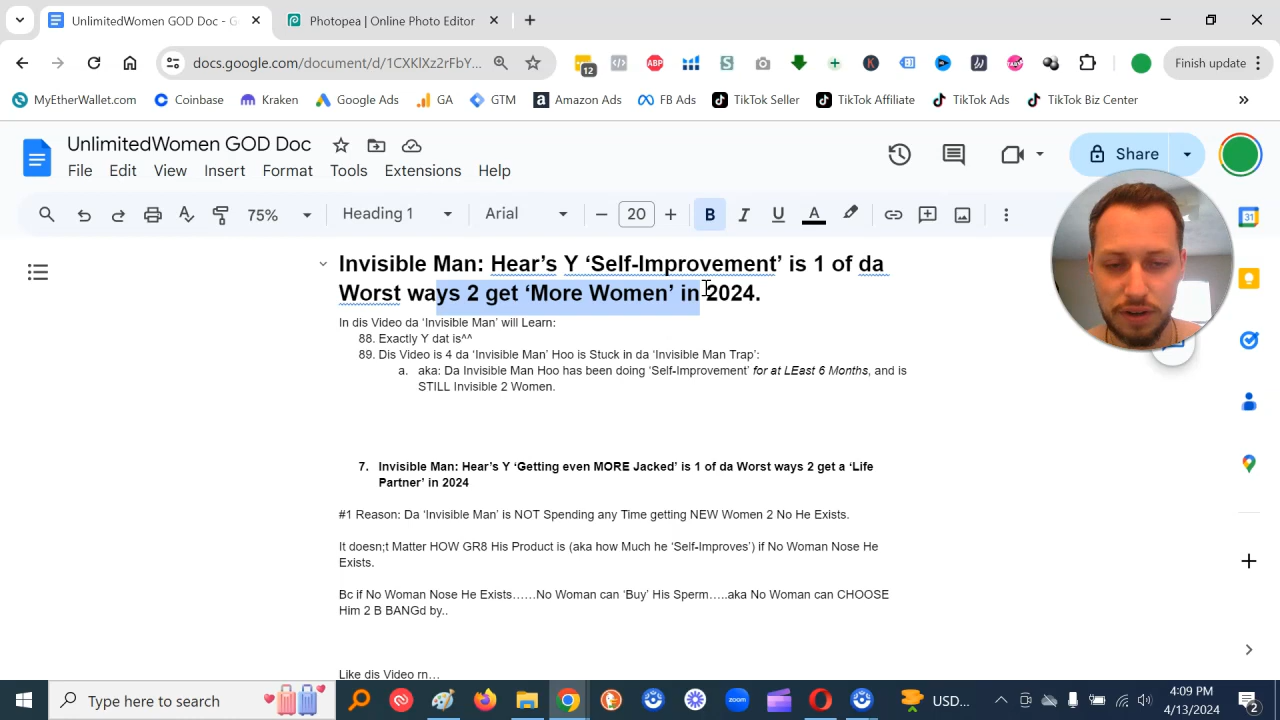 UnlimitedWomen GOD Doc - G
Photopea | Online Photo Editor
docs.google.com/document/d/1CXKlXz2rFbY...
12
ABP
Finish update
MyEtherWallet.com
Coinbase
Kraken
Google Ads
GA
GTM
Amazon Ads
FB Ads
TikTok Seller
TikTok Affiliate
TikTok Ads
TikTok Biz Center
UnlimitedWomen GOD Doc
Share
File Edit View Insert Format Tools Extensions Help
75%
Heading 1
Arial
20
B I U A
31
Invisible Man: Hear’s Y ‘Self-Improvement’ is 1 of da
Worst ways 2 get ‘More Women’ in 2024.
In dis Video da ‘Invisible Man’ will Learn:
88. Exactly Y dat is^^
89. Dis Video is 4 da ‘Invisible Man’ Hoo is Stuck in da ‘Invisible Man Trap’:
a. aka: Da Invisible Man Hoo has been doing ‘Self-Improvement’ for at LEast 6 Months, and is
STILL Invisible 2 Women.
7. Invisible Man: Hear’s Y ‘Getting even MORE Jacked’ is 1 of da Worst ways 2 get a ‘Life
Partner’ in 2024
#1 Reason: Da ‘Invisible Man’ is NOT Spending any Time getting NEW Women 2 No He Exists.
It doesn;t Matter HOW GR8 His Product is (aka how Much he ‘Self-Improves’) if No Woman Nose He
Exists.
Bc if No Woman Nose He Exists……No Woman can ‘Buy’ His Sperm…..aka No Woman can CHOOSE
Him 2 B BANGd by..
Like dis Video rn…
Type here to search
zoom
USD...
4:09 PM
4/13/2024
2